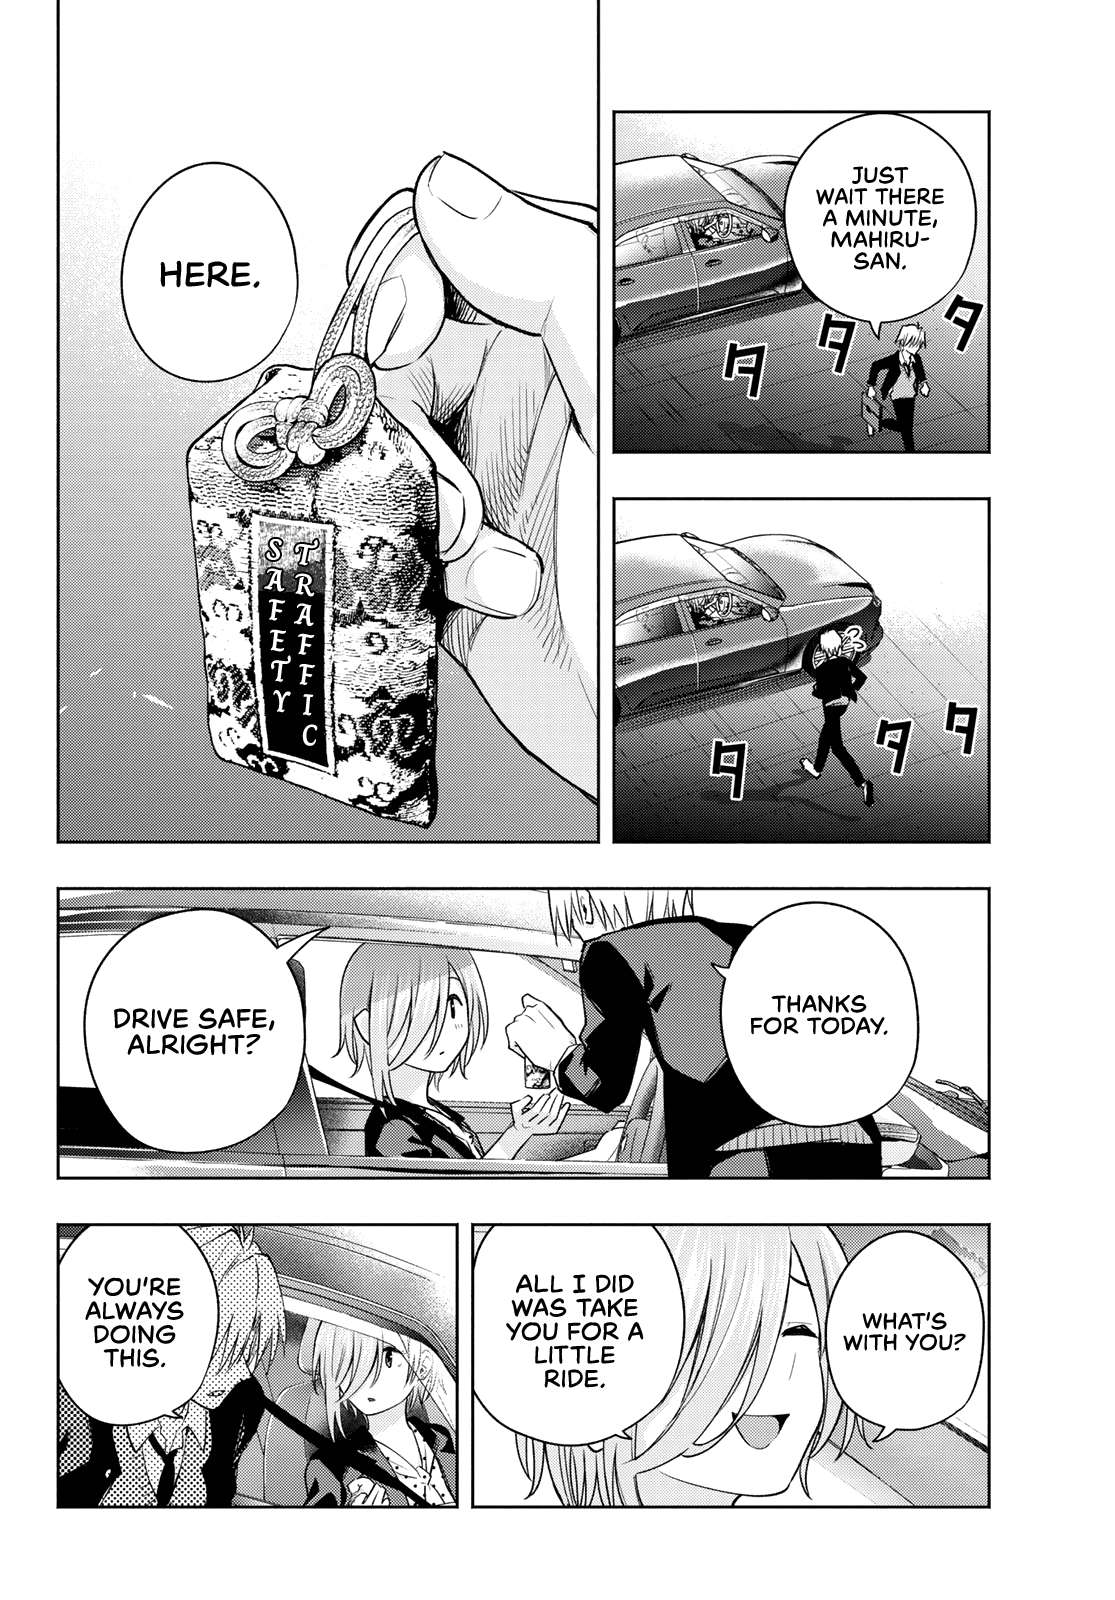 JUST
WAIT THERE
A MINUTE,
MAHIRU-
SAN.
タ
タ
タ
タ
タ
タ
HERE.
TRAFFIC
SAFETY
THANKS
FOR TODAY.
DRIVE SAFE,
ALRIGHT?
WHAT'S
WITH YOU?
ALL I DID
WAS TAKE
YOU FOR A
LITTLE
RIDE.
YOU'RE
ALWAYS
DOING
THIS.